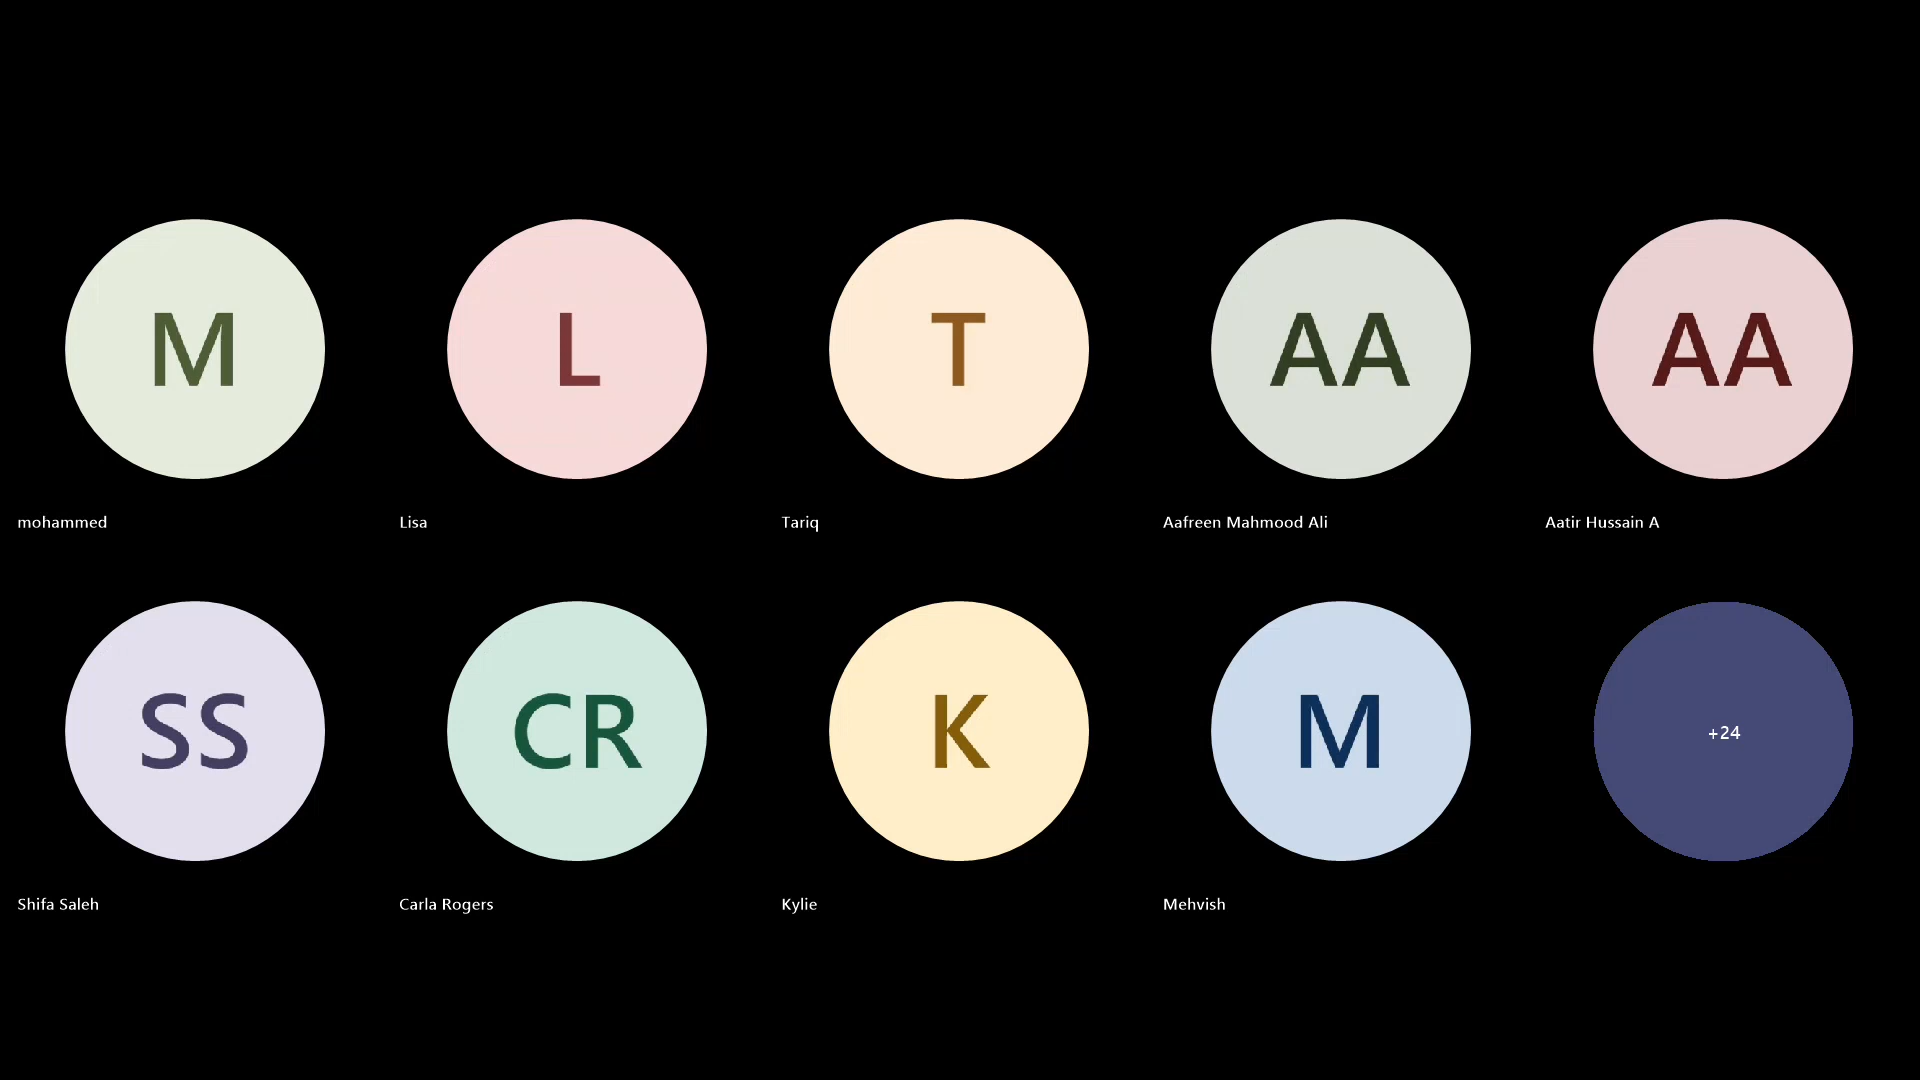 M
L
T
AA
AA
mohammed
Lisa
Tariq
Aafreen Mahmood Ali
Aatir Hussain A
SS
CR
K
M
+24
Shifa Saleh
Carla Rogers
Kylie
Mehvish